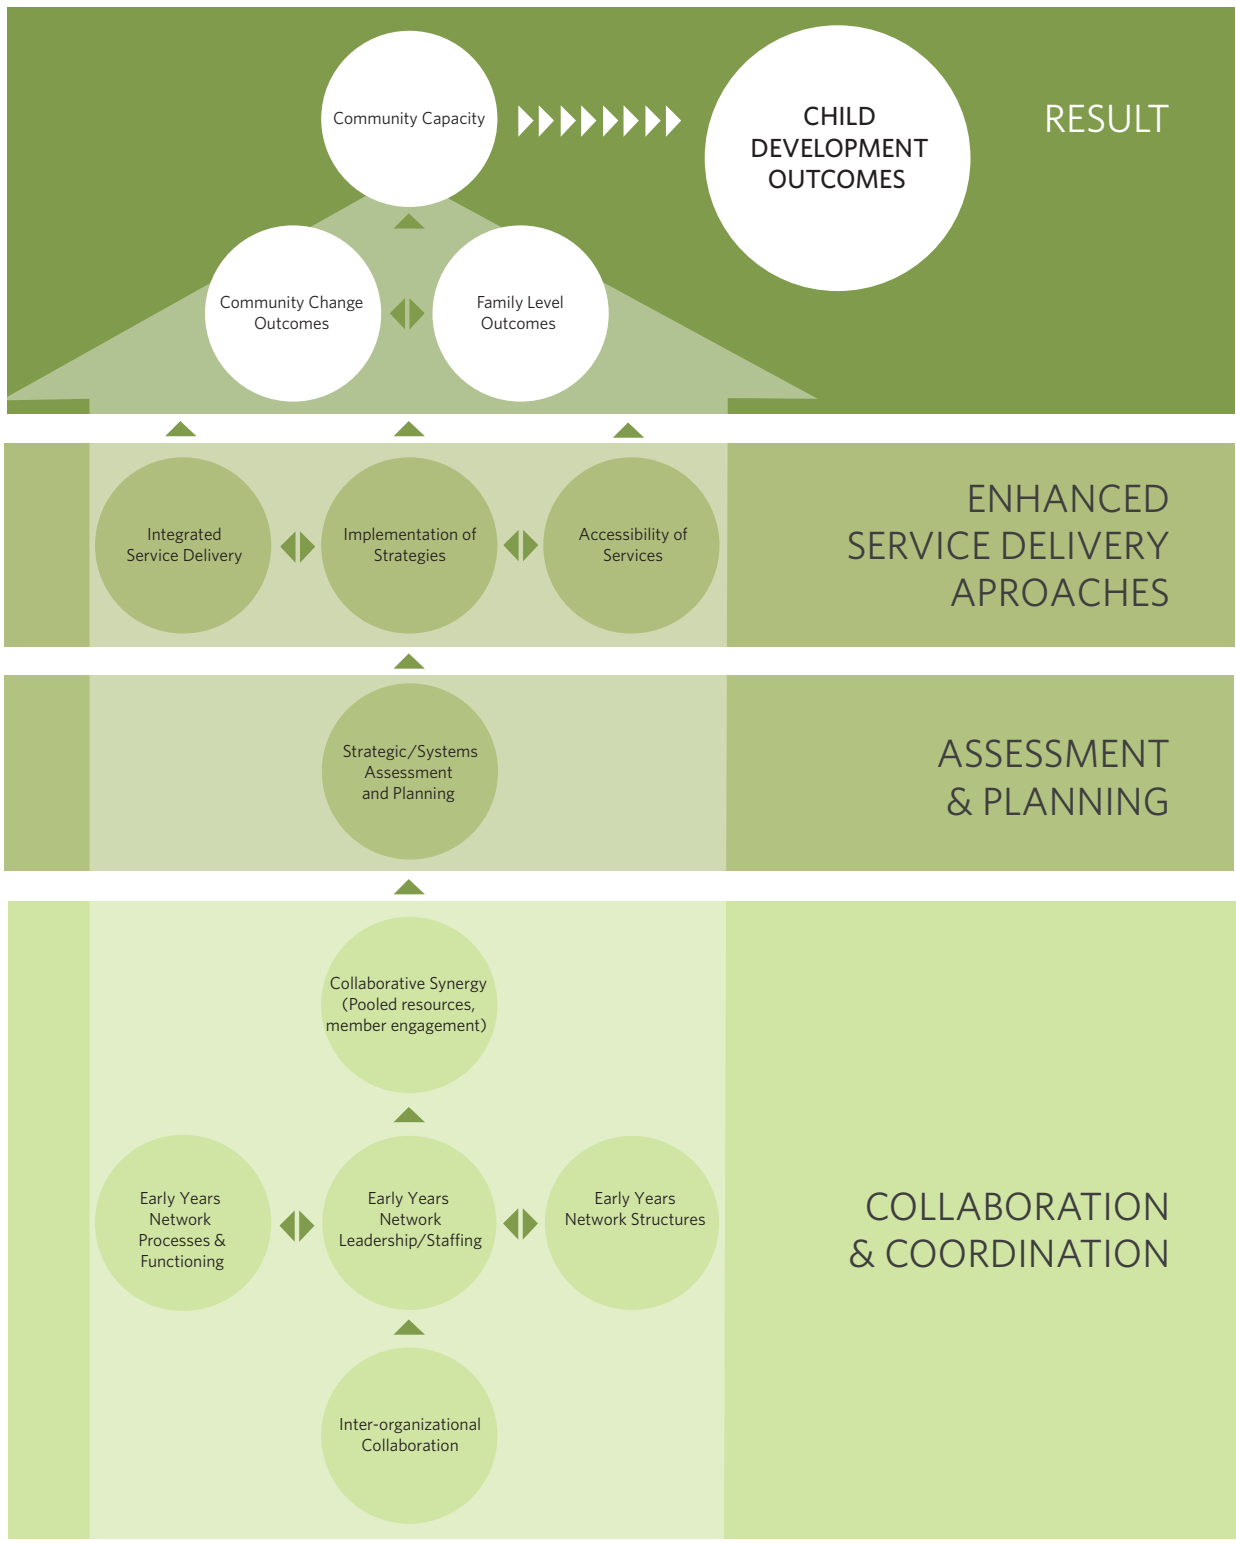 Community Capacity
CHILD
DEVELOPMENT
OUTCOMES
RESULT
Community Change
Outcomes
Family Level
Outcomes
Integrated
Service Delivery
Implementation of
Strategies
Accessibility of
Services
ENHANCED
SERVICE DELIVERY
APROACHES
Strategic/Systems
Assessment
and Planning
ASSESSMENT
& PLANNING
Collaborative Synergy
(Pooled resources,
member engagement)
Early Years
Network
Processes &
Functioning
Early Years
Network
Leadership/Staffing
Early Years
Network Structures
COLLABORATION
& COORDINATION
Inter-organizational
Collaboration